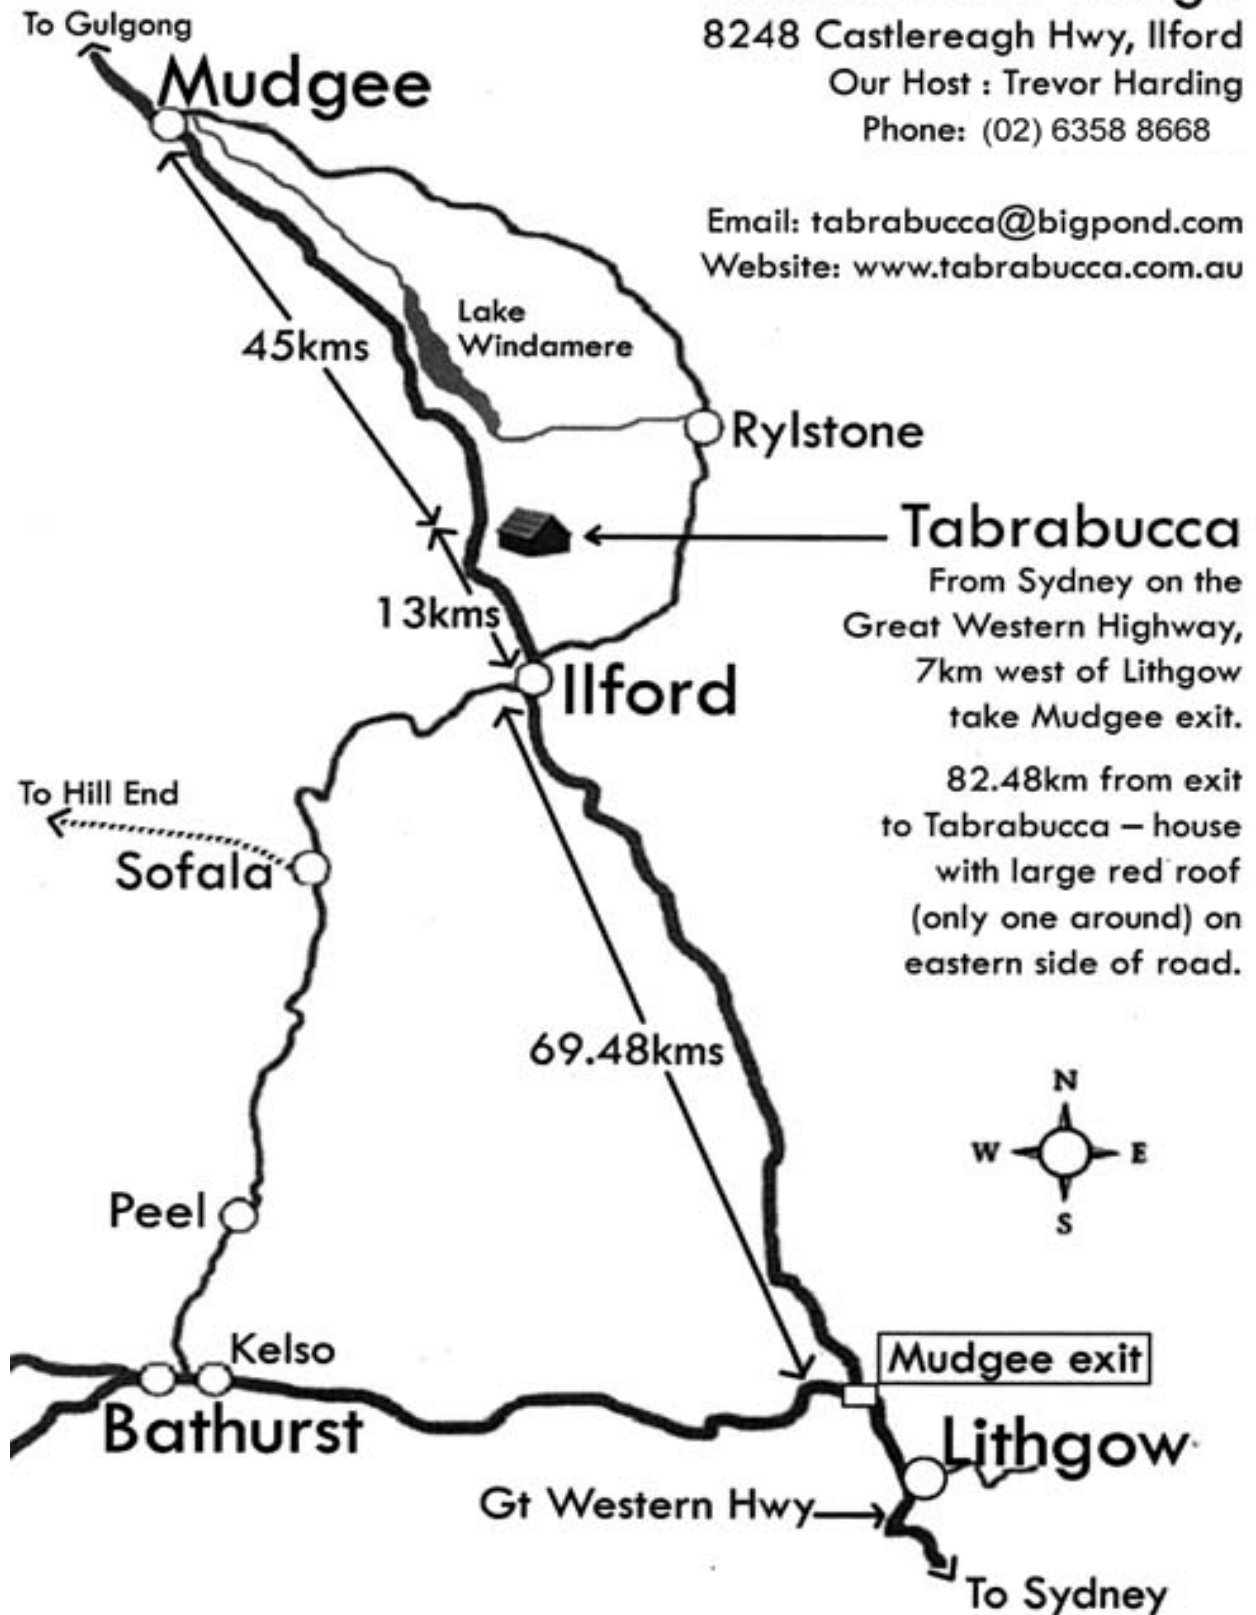 To Gulgong
Mudgee
8248 Castlereagh Hwy, Ilford
Our Host : Trevor Harding
Phone: (02) 6358 8668
Email: tabrabucca@bigpond.com
Website: www.tabrabucca.com.au
Lake
Windamere
45kms
Rylstone
Tabrabucca
From Sydney on the
Great Western Highway,
7km west of Lithgow
take Mudgee exit.
82.48km from exit
to Tabrabucca – house
with large red roof
(only one around) on
eastern side of road.
13kms
Ilford
To Hill End
Sofala
69.48kms
N
W
E
S
Peel
Kelso
Mudgee exit
Bathurst
Lithgow
Gt Western Hwy
To Sydney